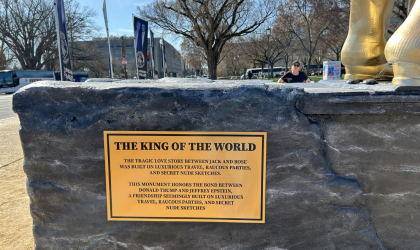 THE KING OF THE WORLD
THE TRAGIC LOVE STORY BETWEEN JACK AND ROSE
WAS BUILT ON LUXURIOUS TRAVEL, RAUCOUS PARTIES,
AND SECRET NUDE SKETCHES.
THIS MONUMENT HONORS THE BOND BETWEEN
DONALD TRUMP AND JEFFREY EPSTEIN,
A FRIENDSHIP SEEMINGLY BUILT ON LUXURIOUS
TRAVEL, RAUCOUS PARTIES, AND SECRET
NUDE SKETCHES